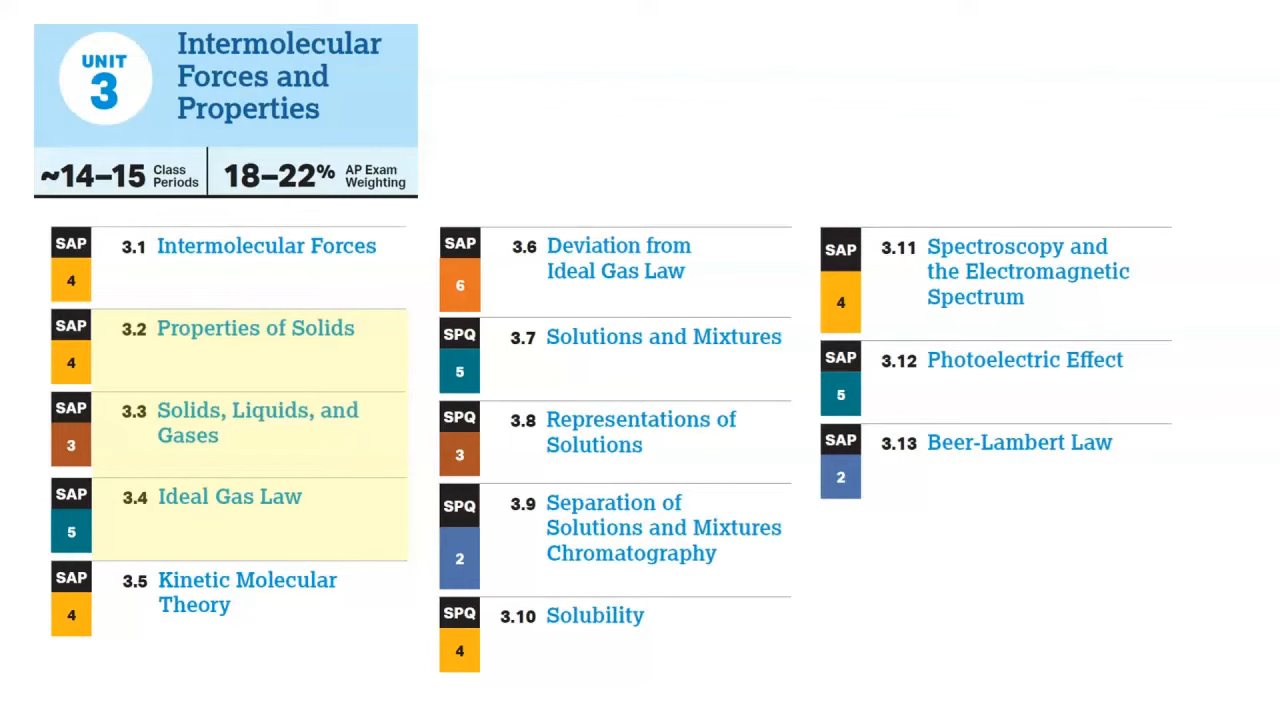 UNIT
3
Intermolecular
Forces and
Properties
~14–15 Class
Periods
18–22% AP Exam
Weighting
SAP
4
3.1 Intermolecular Forces
SAP
4
3.2 Properties of Solids
SAP
3
3.3 Solids, Liquids, and
Gases
SAP
5
3.4 Ideal Gas Law
SAP
4
3.5 Kinetic Molecular
Theory
SAP
6
3.6 Deviation from
Ideal Gas Law
SPQ
5
3.7 Solutions and Mixtures
SPQ
3
3.8 Representations of
Solutions
SPQ
2
3.9 Separation of
Solutions and Mixtures
Chromatography
SPQ
4
3.10 Solubility
SAP
4
3.11 Spectroscopy and
the Electromagnetic
Spectrum
SAP
5
3.12 Photoelectric Effect
SAP
2
3.13 Beer-Lambert Law